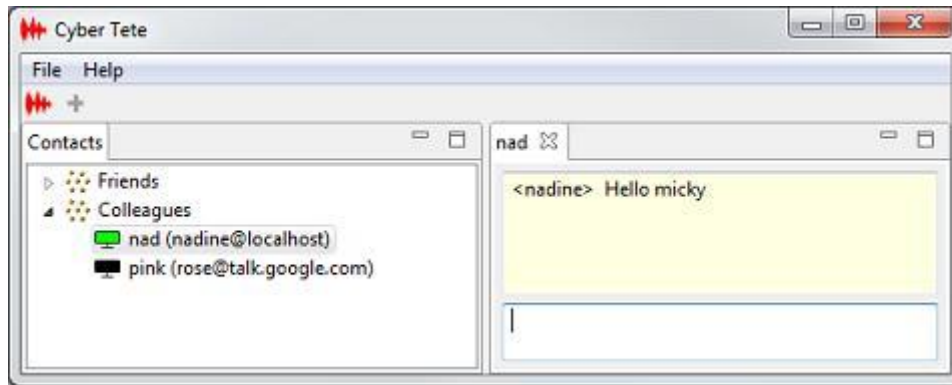 Cyber Tete
File Help
Contacts
Friends
Colleagues
nad (nadine@localhost)
pink (rose@talk.google.com)
nad
<nadine> Hello micky